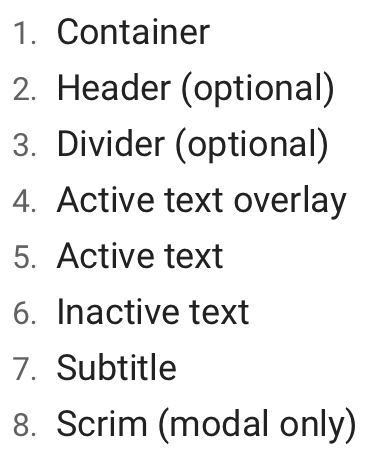 1. Container
2. Header (optional)
3. Divider (optional)
4. Active text overlay
5. Active text
6. Inactive text
7. Subtitle
8. Scrim (modal only)